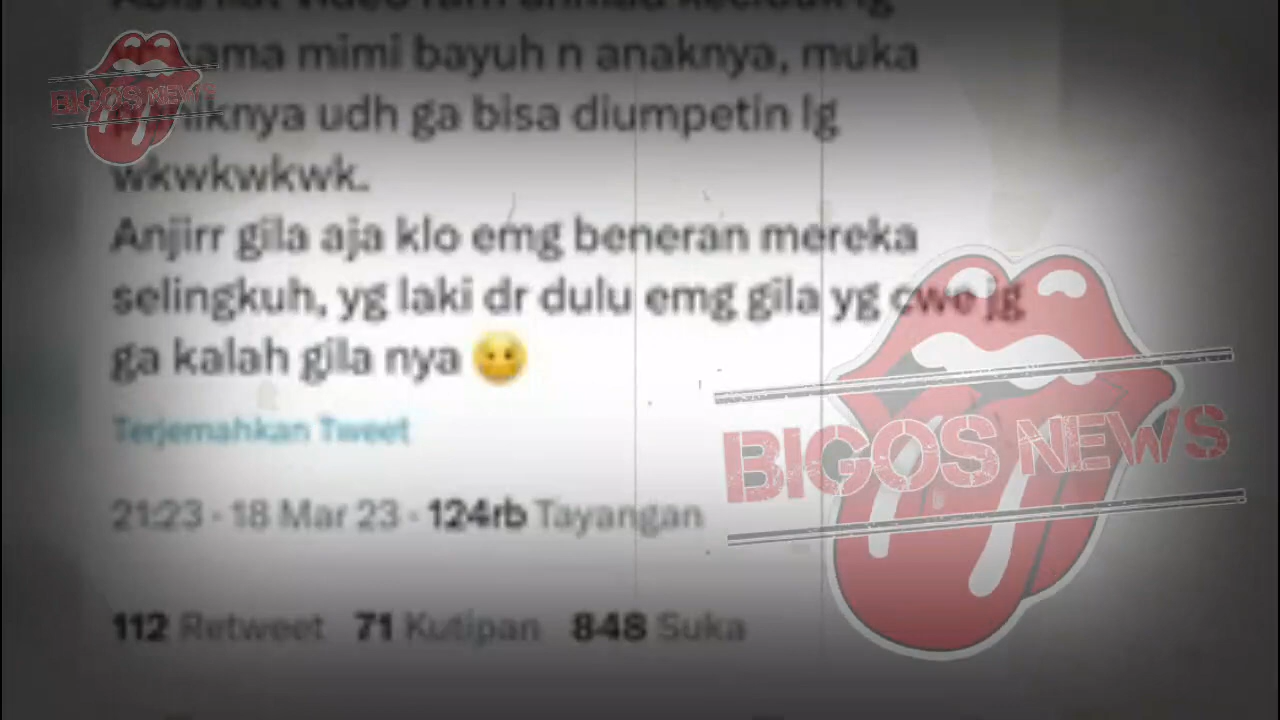 sama mimi bayuh n anaknya, muka
udh ga bisa diumpetin lg
wkwkwkwk.
Anjirr gila aja klo emg beneran mereka
selingkuh, yg laki dr dulu emg gila yg cwe jg
ga kalah gila nya 🥲
Terjemahkan Tweet
21:23 · 18 Mar 23 · 124rb Tayangan
112 Retweet 71 Kutipan 848 Suka
BIGOS NEWS
BIGOS NEWS